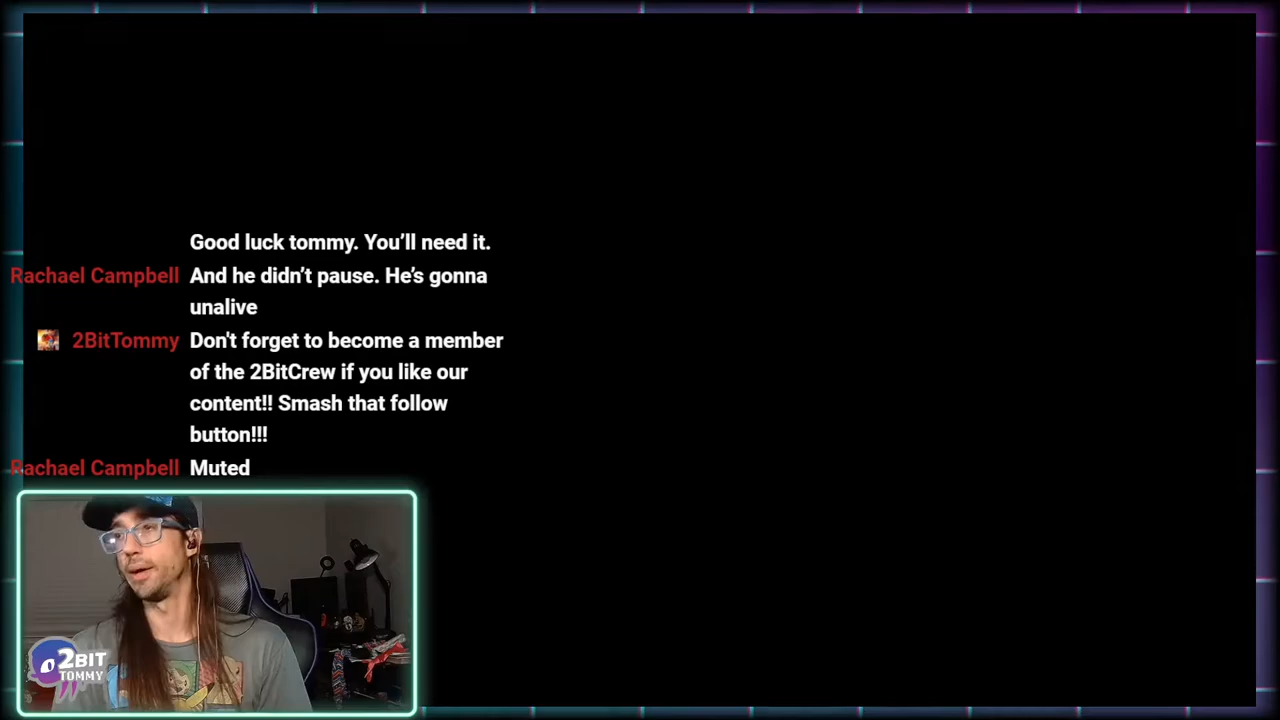 Good luck tommy. You’ll need it.
Rachael Campbell And he didn’t pause. He’s gonna
unalive
2BitTommy Don't forget to become a member
of the 2BitCrew if you like our
content!! Smash that follow
button!!!
Rachael Campbell Muted
2BIT
TOMMY